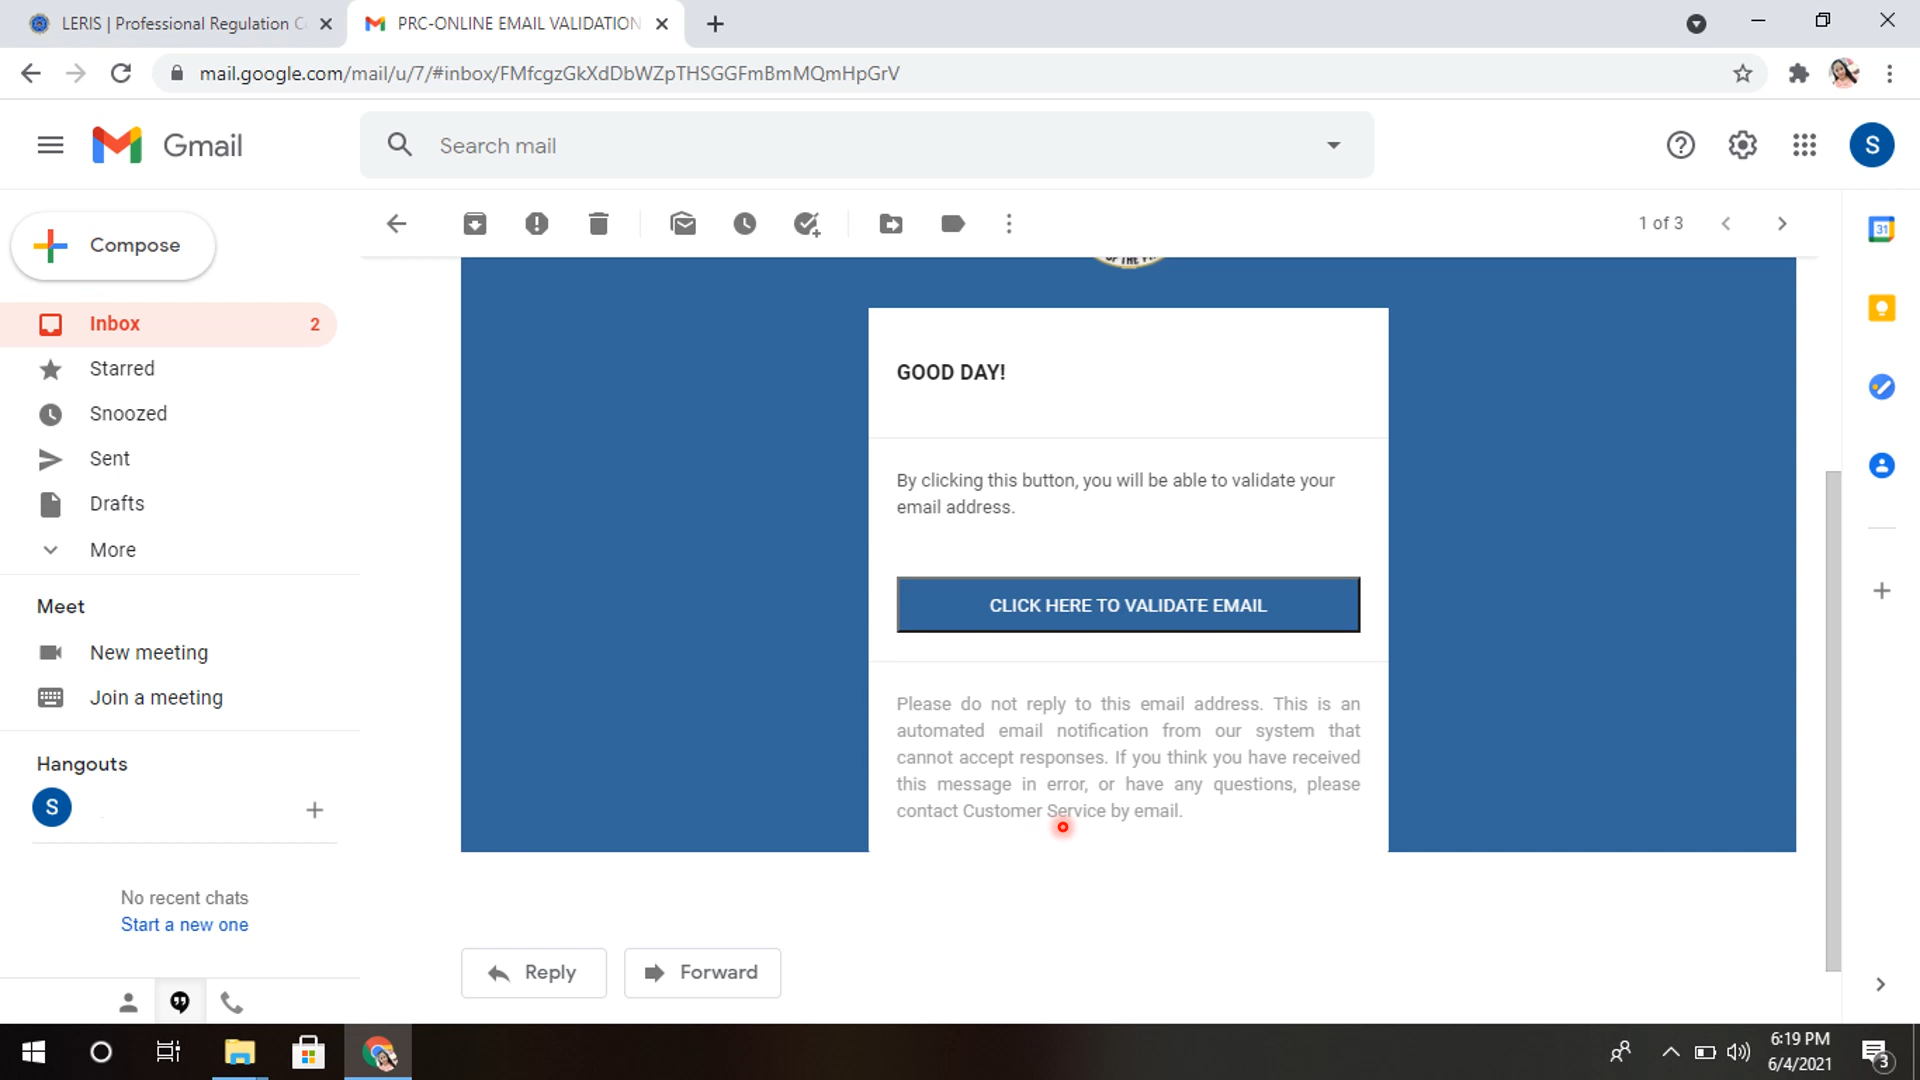 LERIS | Professional Regulation C
PRC-ONLINE EMAIL VALIDATION
mail.google.com/mail/u/7/#inbox/FMfcgzGkXdDbWZpTHSGGFmBmMQmHpGrV
Gmail
Search mail
S
Compose
1 of 3
31
Inbox 2
Starred
Snoozed
Sent
Drafts
More
Meet
New meeting
Join a meeting
Hangouts
S
No recent chats
Start a new one
OF THE
GOOD DAY!
By clicking this button, you will be able to validate your
email address.
CLICK HERE TO VALIDATE EMAIL
Please do not reply to this email address. This is an
automated email notification from our system that
cannot accept responses. If you think you have received
this message in error, or have any questions, please
contact Customer Service by email.
Reply
Forward
6:19 PM
6/4/2021
3